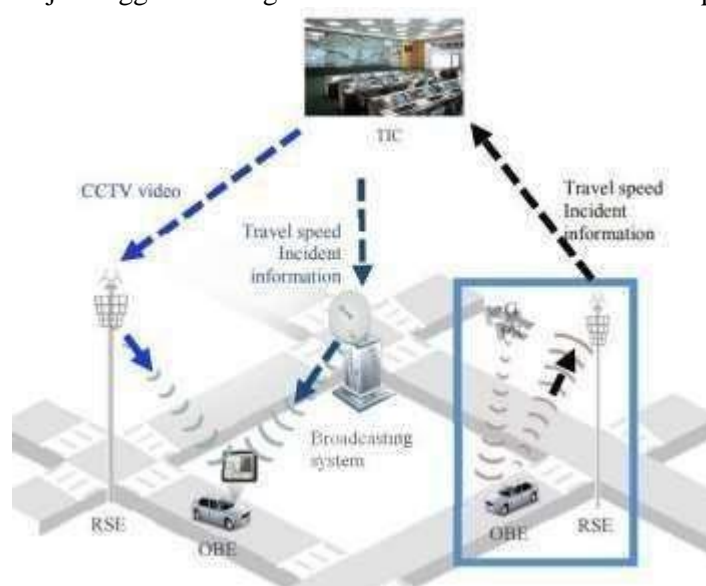 TIC
CCTV video
Travel speed
Incident
information
Travel speed
Incident
information
Broadcasting
system
RSE
OBE
OBE
RSE